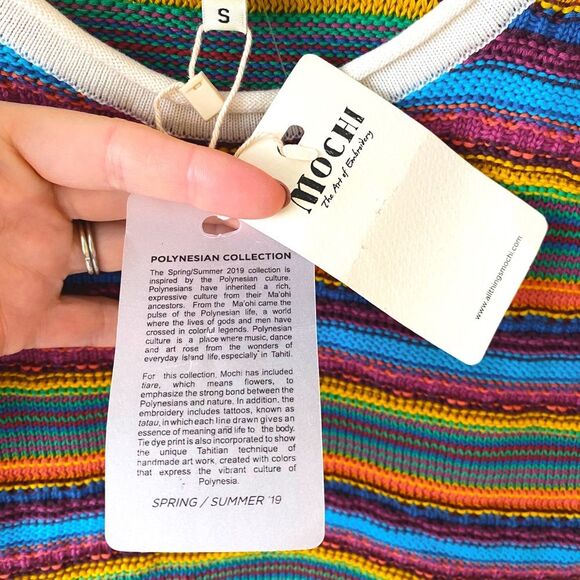 S
MOCHI
The Art of Embroidery
www.allthingsmochi.com
POLYNESIAN COLLECTION
The Spring/Summer 2019 collection is
inspired by the Polynesian culture.
Polynesians have inherited a rich,
expressive culture from their Ma'ohi
ancestors. From the Ma'ohi came the
pulse of the Polynesian life, a world
where the lives of gods and men have
crossed in colorful legends. Polynesian
culture is a place where music, dance
and art rose from the wonders of
everyday island life, especially in Tahiti.
For this collection, Mochi has included
tiare, which means flowers, to
emphasize the strong bond between the
Polynesians and nature. In addition, the
embroidery includes tattoos, known as
tatau, in which each line drawn gives an
essence of meaning and life to the body.
Tie dye print is also incorporated to show
the unique Tahitian technique of
handmade art work, created with colors
that express the vibrant culture of
Polynesia.
SPRING / SUMMER '19